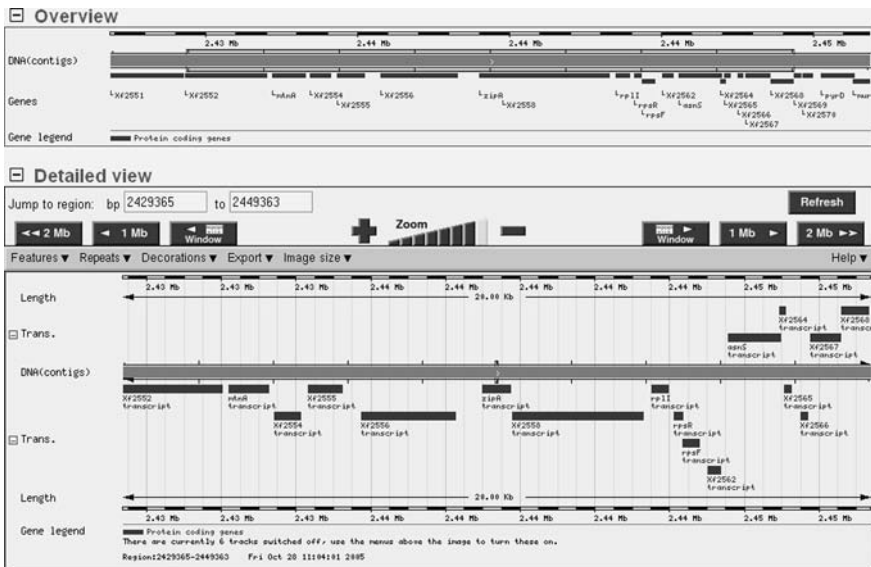 Overview
2.43 Mb 2.44 Mb 2.44 Mb 2.44 Mb 2.45 Mb
DNA(contigs)
Genes
Xf2551 Xf2552 mtnA Xf2554 Xf2556 zipA rplI Xf2562 Xf2564 Xf2568 pyrD
Xf2555 Xf2558 rpsR asnS Xf2565 Xf2569
rpsF Xf2566 Xf2570
Xf2567
Gene legend Protein coding genes
Detailed view
Jump to region: bp 2429365 to 2449363 Refresh
2 Mb 1 Mb Window Zoom Window 1 Mb 2 Mb
Features Repeats Decorations Export Image size Help
2.43 Mb 2.43 Mb 2.43 Mb 2.44 Mb 2.44 Mb 2.44 Mb 2.44 Mb 2.44 Mb 2.45 Mb 2.45 Mb
Length 20.00 Kb
Xf2564 Xf2568
transcript
Trans.
asnS Xf2567
transcript transcript
DNA(contigs)
Xf2552 mtnA Xf2555 zipA rplI Xf2565
transcript transcript transcript transcript transcript transcript
Xf2554 Xf2556 Xf2558 rpsR Xf2566
transcript transcript transcript transcript transcript
Trans.
rpsF
transcript
Xf2562
transcript
Length 20.00 Kb
2.43 Mb 2.43 Mb 2.43 Mb 2.44 Mb 2.44 Mb 2.44 Mb 2.44 Mb 2.44 Mb 2.45 Mb 2.45 Mb
Gene legend Protein coding genes
There are currently 6 tracks switched off, use the menus above the image to turn these on.
Region:2429365-2449363 Fri Oct 28 11:04:01 2005